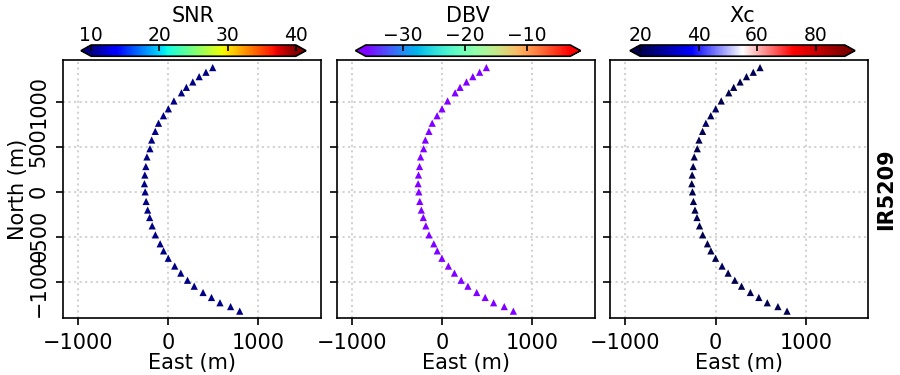 SNR
DBV
Xc
10 20 30 40
−30 −20 −10
20 40 60 80
North (m)
1000
500
0
−500
−1000
−1000 0 1000
−1000 0 1000
−1000 0 1000
East (m)
East (m)
East (m)
IR5209